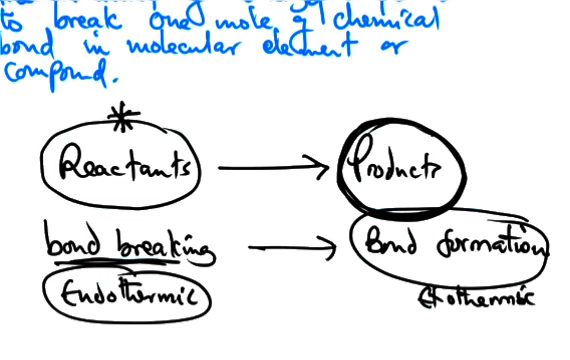 to break one mole of chemical
bond in molecular element or
compound.
*
Reactants → Products
bond breaking → Bond formation
Endothermic Exothermic